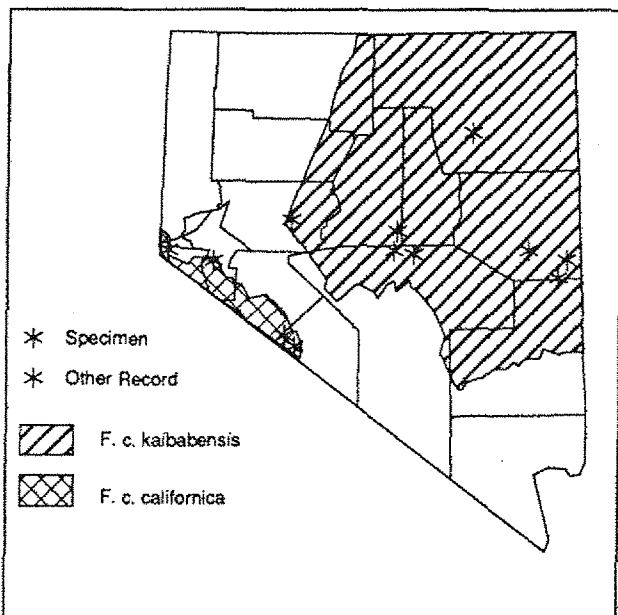 Specimen
Other Record
F. c. kaibabensis
F. c. californica